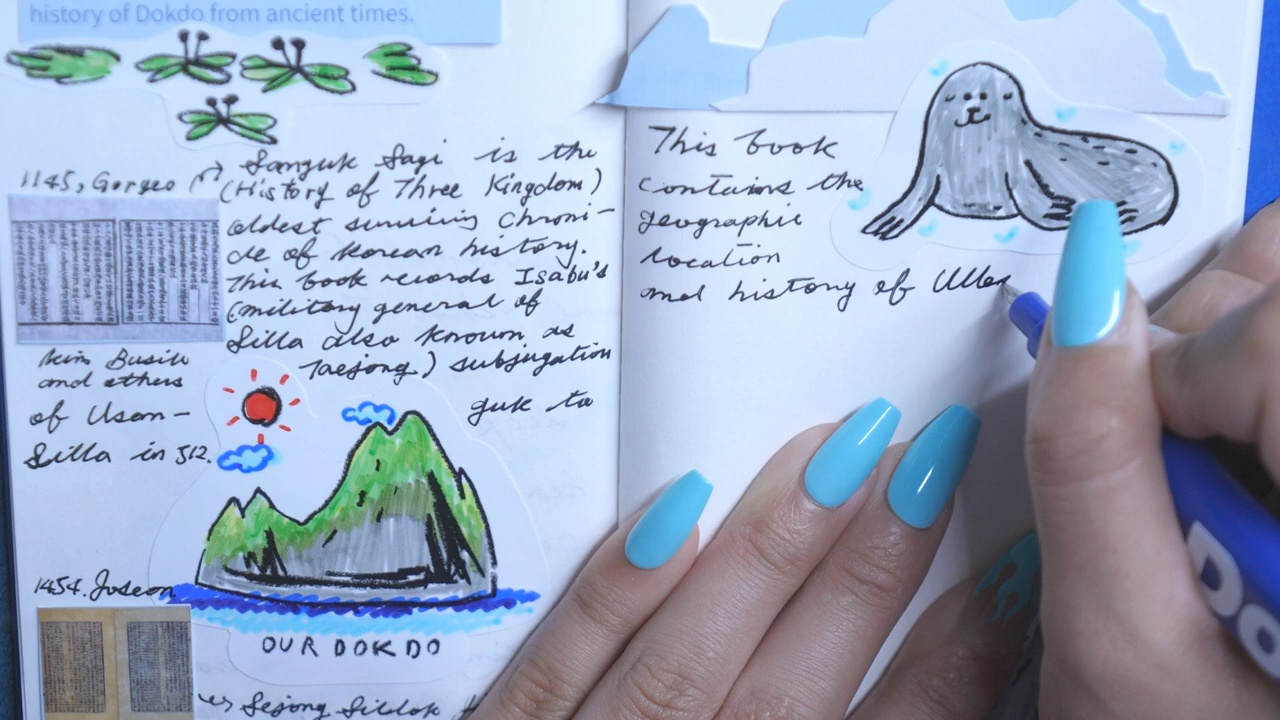 history of Dokdo from ancient times.
1145, Goryeo
Sanguk Sagi is the
(History of Three Kingdom)
oldest surviving chroni-
cle of Korean history.
This book records Isabu's
(military general of
Silla also known as
Taejong) subjugation
Kim Busik
and others
of Usan-
guk to
Silla in 512.
OUR DOKDO
1454. Joseon
Sejong Sillok
This book
contains the
geographic
location
and history of Ulle
Do